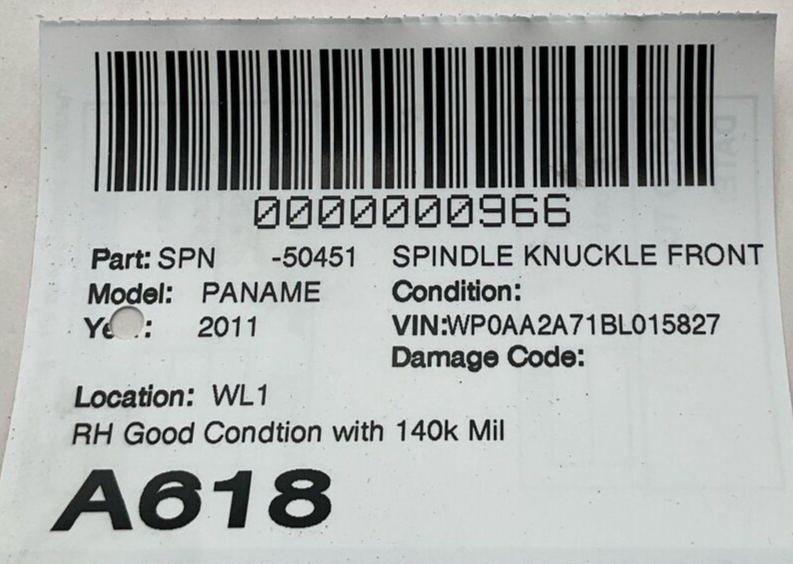 0000000966
Part: SPN -50451 SPINDLE KNUCKLE FRONT
Model: PANAME Condition:
2011 VIN:WP0AA2A71BL015827
Damage Code:
Location: WL1
RH Good Condtion with 140k Mil
A618